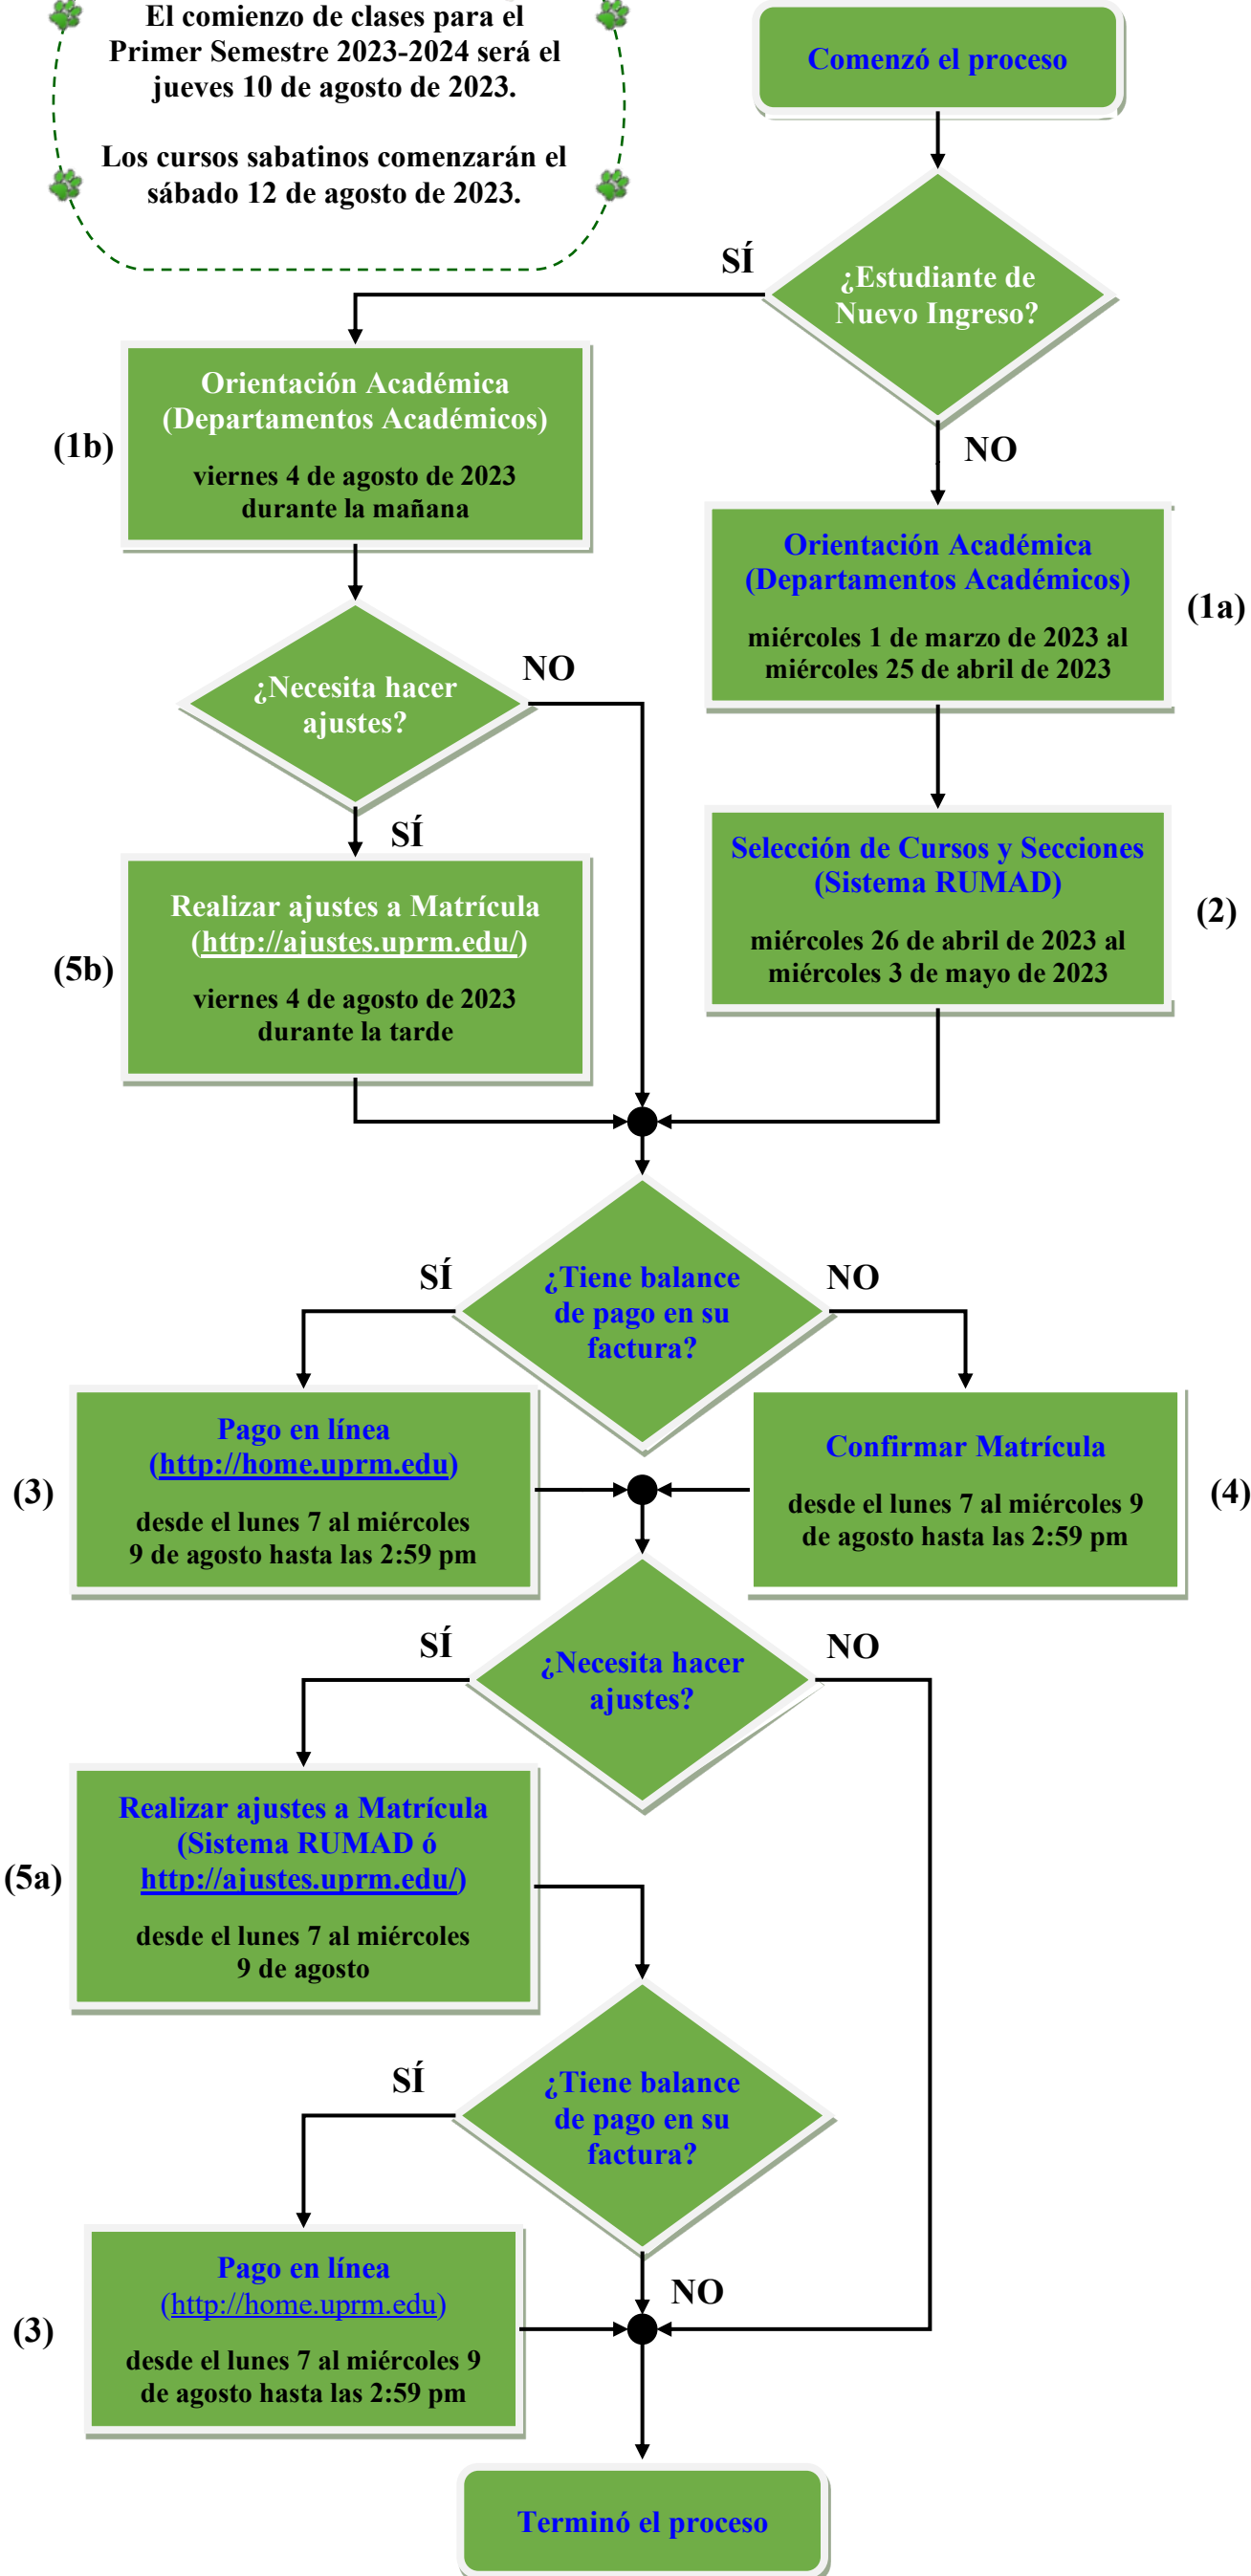 El comienzo de clases para el
Primer Semestre 2023-2024 será el
jueves 10 de agosto de 2023.
Los cursos sabatinos comenzarán el
sábado 12 de agosto de 2023.
Comenzó el proceso
¿Estudiante de
Nuevo Ingreso?
SÍ
NO
(1b)
Orientación Académica
(Departamentos Académicos)
viernes 4 de agosto de 2023
durante la mañana
Orientación Académica
(Departamentos Académicos)
miércoles 1 de marzo de 2023 al
miércoles 25 de abril de 2023
(1a)
¿Necesita hacer
ajustes?
NO
SÍ
Selección de Cursos y Secciones
(Sistema RUMAD)
miércoles 26 de abril de 2023 al
miércoles 3 de mayo de 2023
(2)
(5b)
Realizar ajustes a Matrícula
(http://ajustes.uprm.edu/)
viernes 4 de agosto de 2023
durante la tarde
SÍ
¿Tiene balance
de pago en su
factura?
NO
(3)
Pago en línea
(http://home.uprm.edu)
desde el lunes 7 al miércoles
9 de agosto hasta las 2:59 pm
Confirmar Matrícula
desde el lunes 7 al miércoles 9
de agosto hasta las 2:59 pm
(4)
SÍ
¿Necesita hacer
ajustes?
NO
(5a)
Realizar ajustes a Matrícula
(Sistema RUMAD ó
http://ajustes.uprm.edu/)
desde el lunes 7 al miércoles
9 de agosto
SÍ
¿Tiene balance
de pago en su
factura?
NO
(3)
Pago en línea
(http://home.uprm.edu)
desde el lunes 7 al miércoles 9
de agosto hasta las 2:59 pm
Terminó el proceso